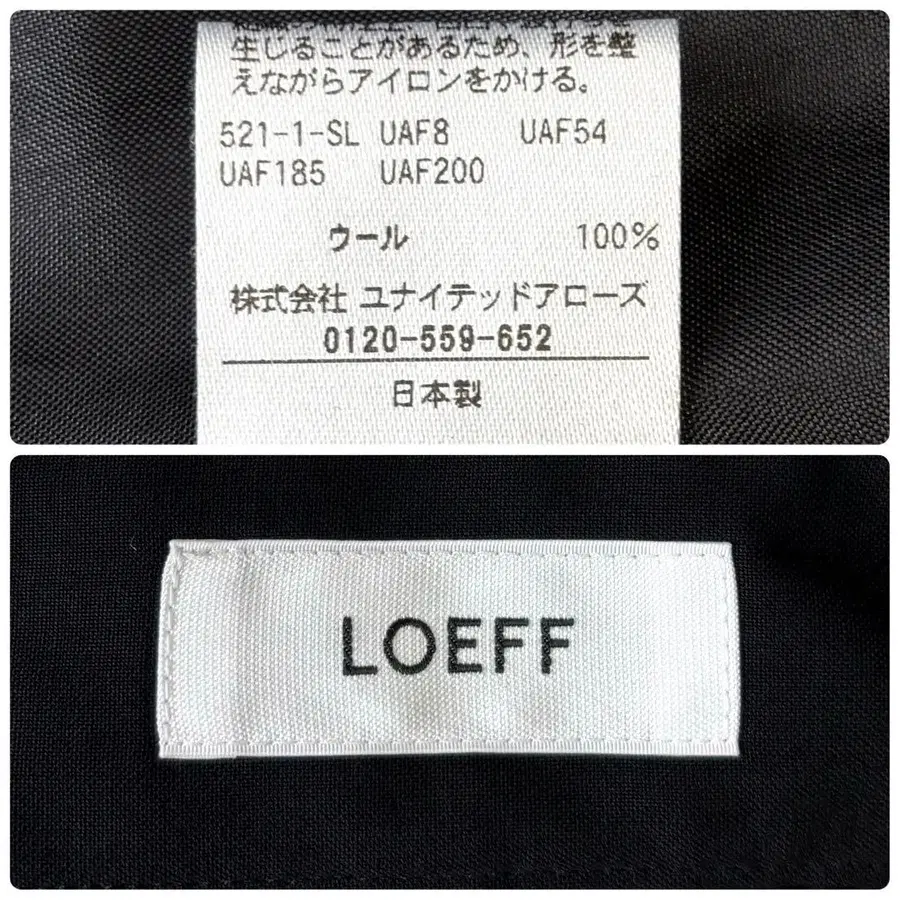 生じることがあるため、形を整
えながらアイロンをかける。
521-1-SL UAF8 UAF54
UAF185 UAF200
ウール 100%
株式会社 ユナイテッドアローズ
0120-559-652
日本製
LOEFF